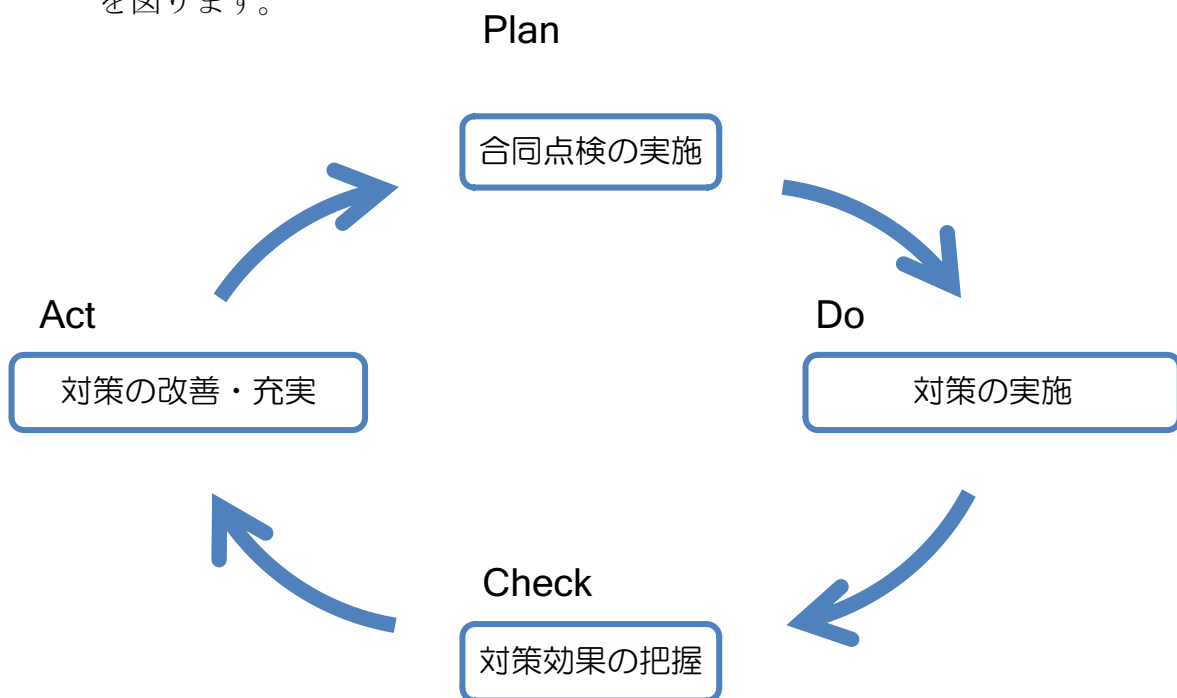 を図ります。
Plan
合同点検の実施
Act
Do
対策の改善・充実
対策の実施
Check
対策効果の把握